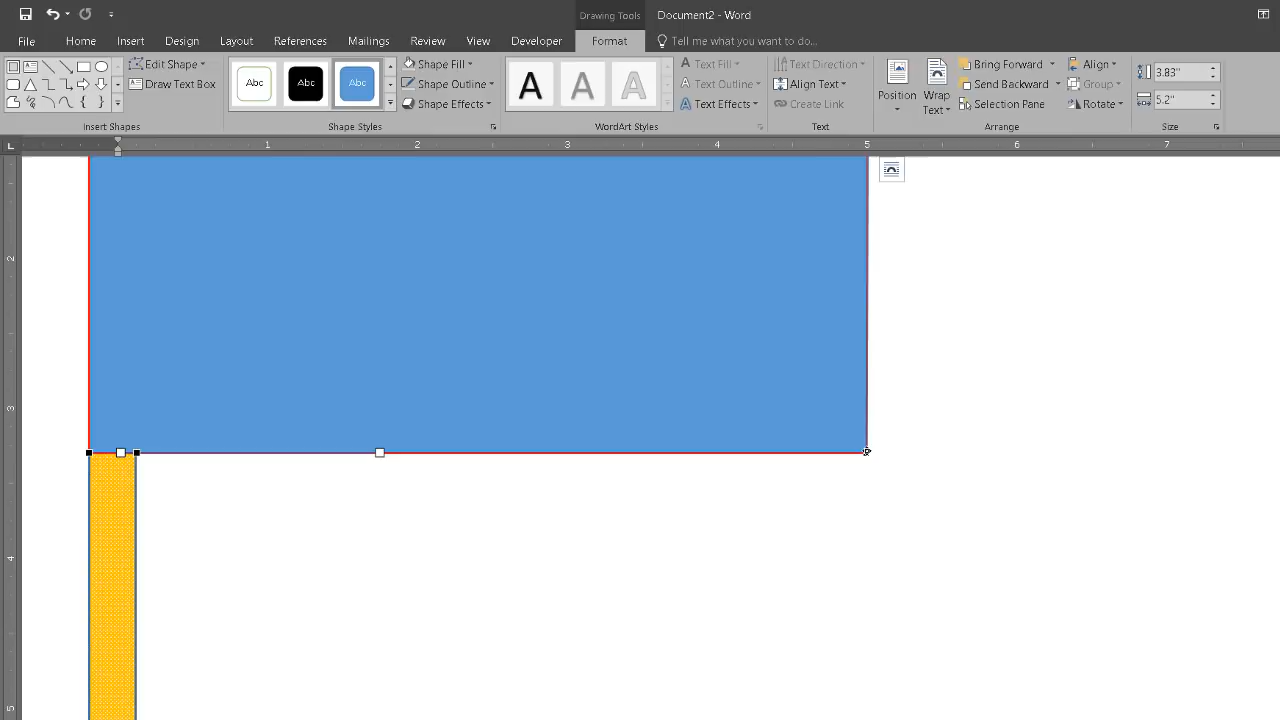 Drawing Tools Document2 - Word
File Home Insert Design Layout References Mailings Review View Developer Format Tell me what you want to do...
Edit Shape
Draw Text Box
Insert Shapes
Abc Abc Abc
Shape Fill
Shape Outline
Shape Effects
Shape Styles
A A A
WordArt Styles
Text Fill
Text Outline
Text Effects
Text Direction
Align Text
Create Link
Text
Position
Wrap
Text
Bring Forward
Send Backward
Selection Pane
Align
Group
Rotate
Arrange
3.83"
5.2"
Size
1 2 3 4 5 6 7
2
3
4
5